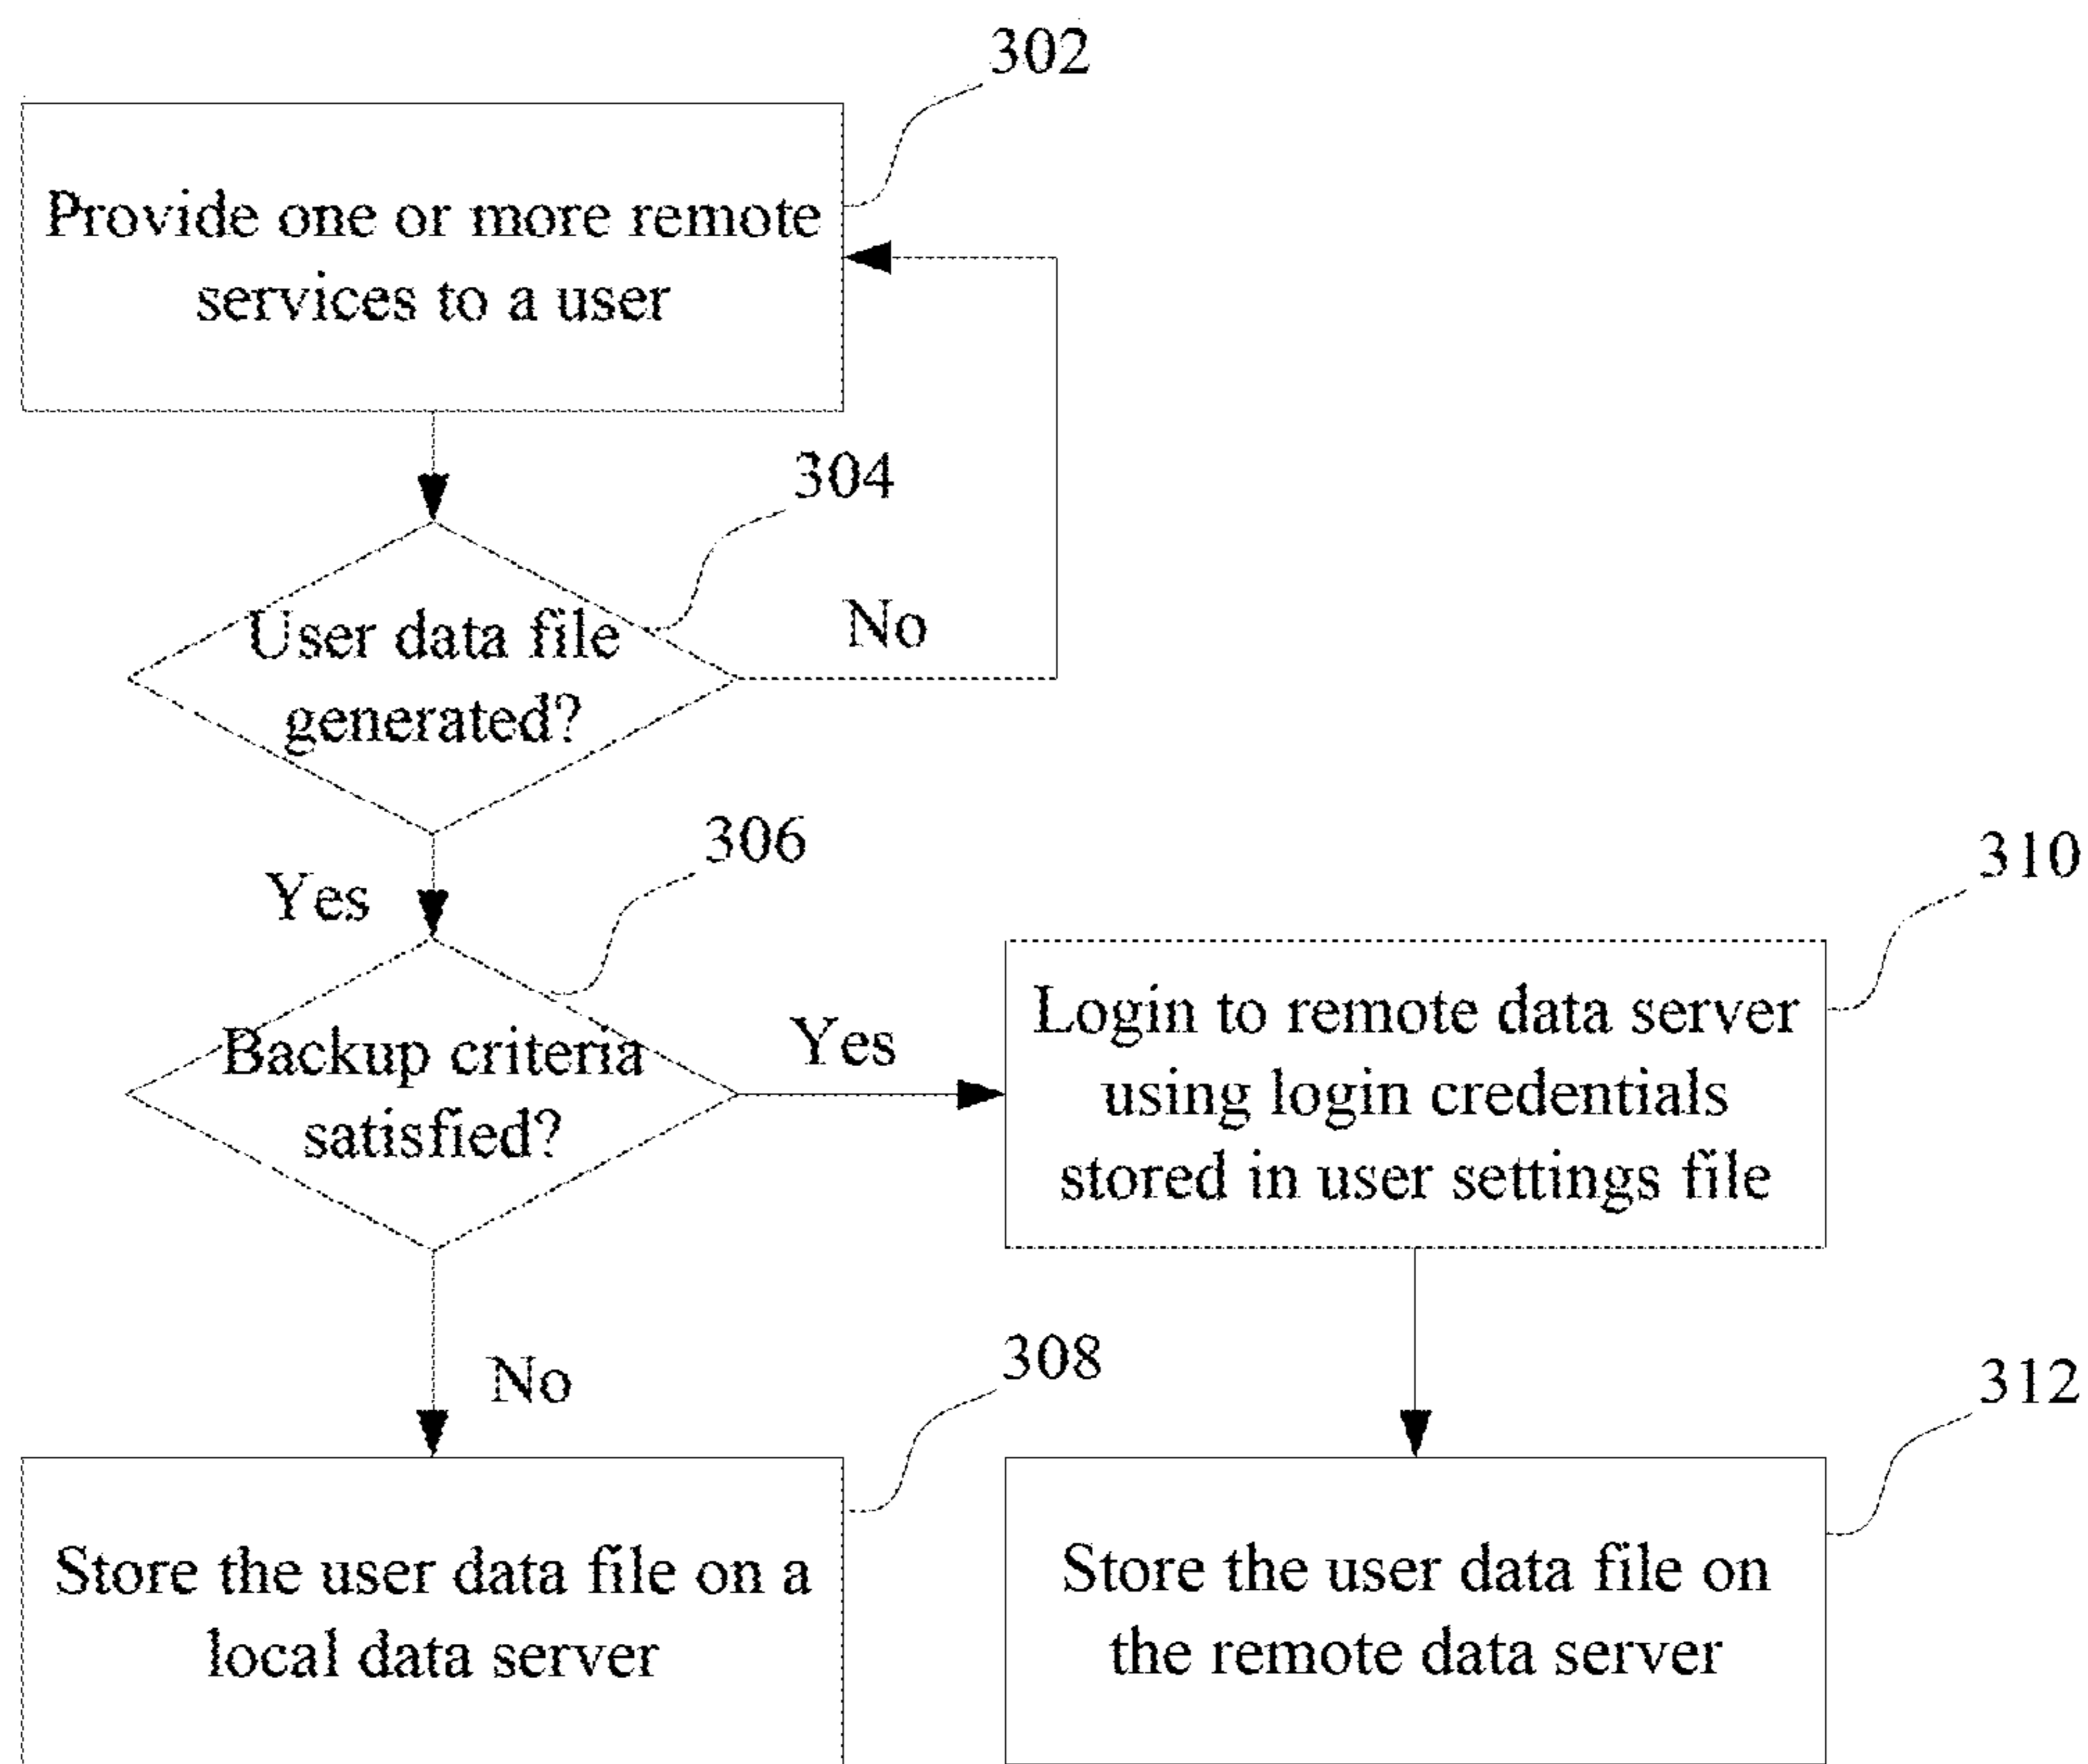 302
Provide one or more remote
services to a user
304
User data file
generated?
No
Yes
306
Backup criteria
satisfied?
Yes
310
Login to remote data server
using login credentials
stored in user settings file
No
308
Store the user data file on a
local data server
312
Store the user data file on
the remote data server